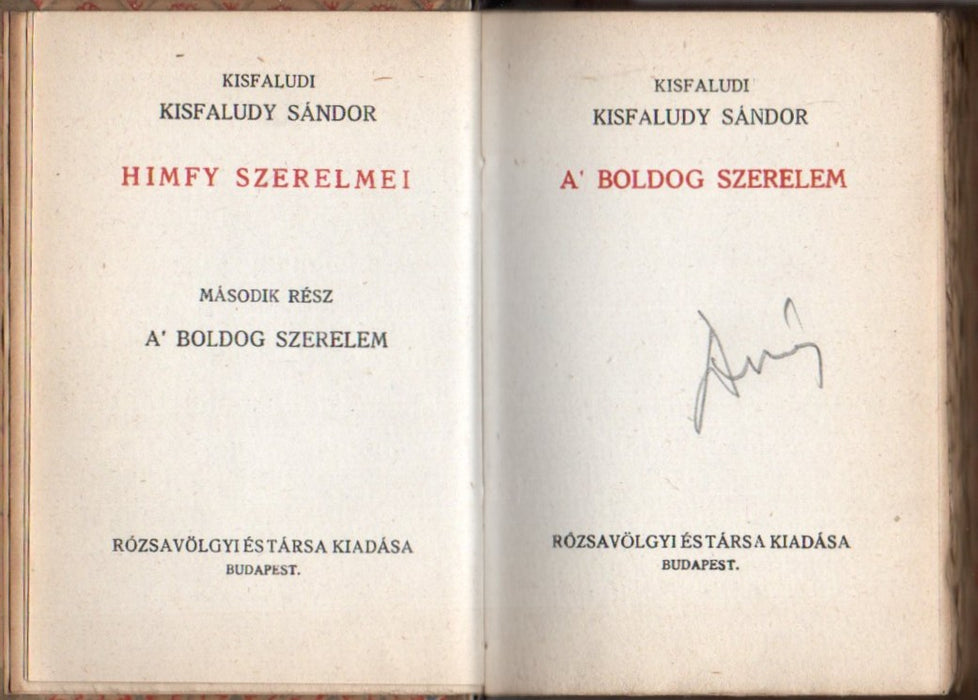 KISFALUDI
KISFALUDY SÁNDOR
HIMFY SZERELMEI
MÁSODIK RÉSZ
A' BOLDOG SZERELEM
RÓZSAVÖLGYI ÉS TÁRSA KIADÁSA
BUDAPEST.
KISFALUDI
KISFALUDY SÁNDOR
A' BOLDOG SZERELEM
RÓZSAVÖLGYI ÉS TÁRSA KIADÁSA
BUDAPEST.